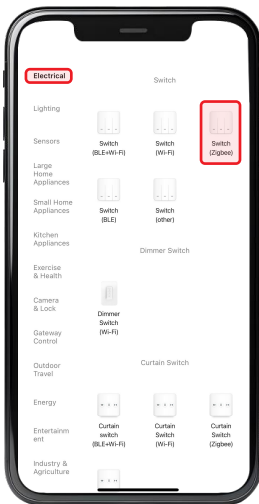 Electrical
Lighting
Sensors
Large
Home
Appliances
Small Home
Appliances
Kitchen
Appliances
Exercise
& Health
Camera
& Lock
Gateway
Control
Outdoor
Travel
Energy
Entertainm
ent
Industry &
Agriculture
Switch
Switch
(BLE+Wi-Fi)
Switch
(Wi-Fi)
Switch
(Zigbee)
Switch
(BLE)
Switch
(other)
Dimmer Switch
Dimmer
Switch
(Wi-Fi)
Curtain Switch
Curtain
switch
(BLE+Wi-Fi)
Curtain
Switch
(Wi-Fi)
Curtain
Switch
(Zigbee)